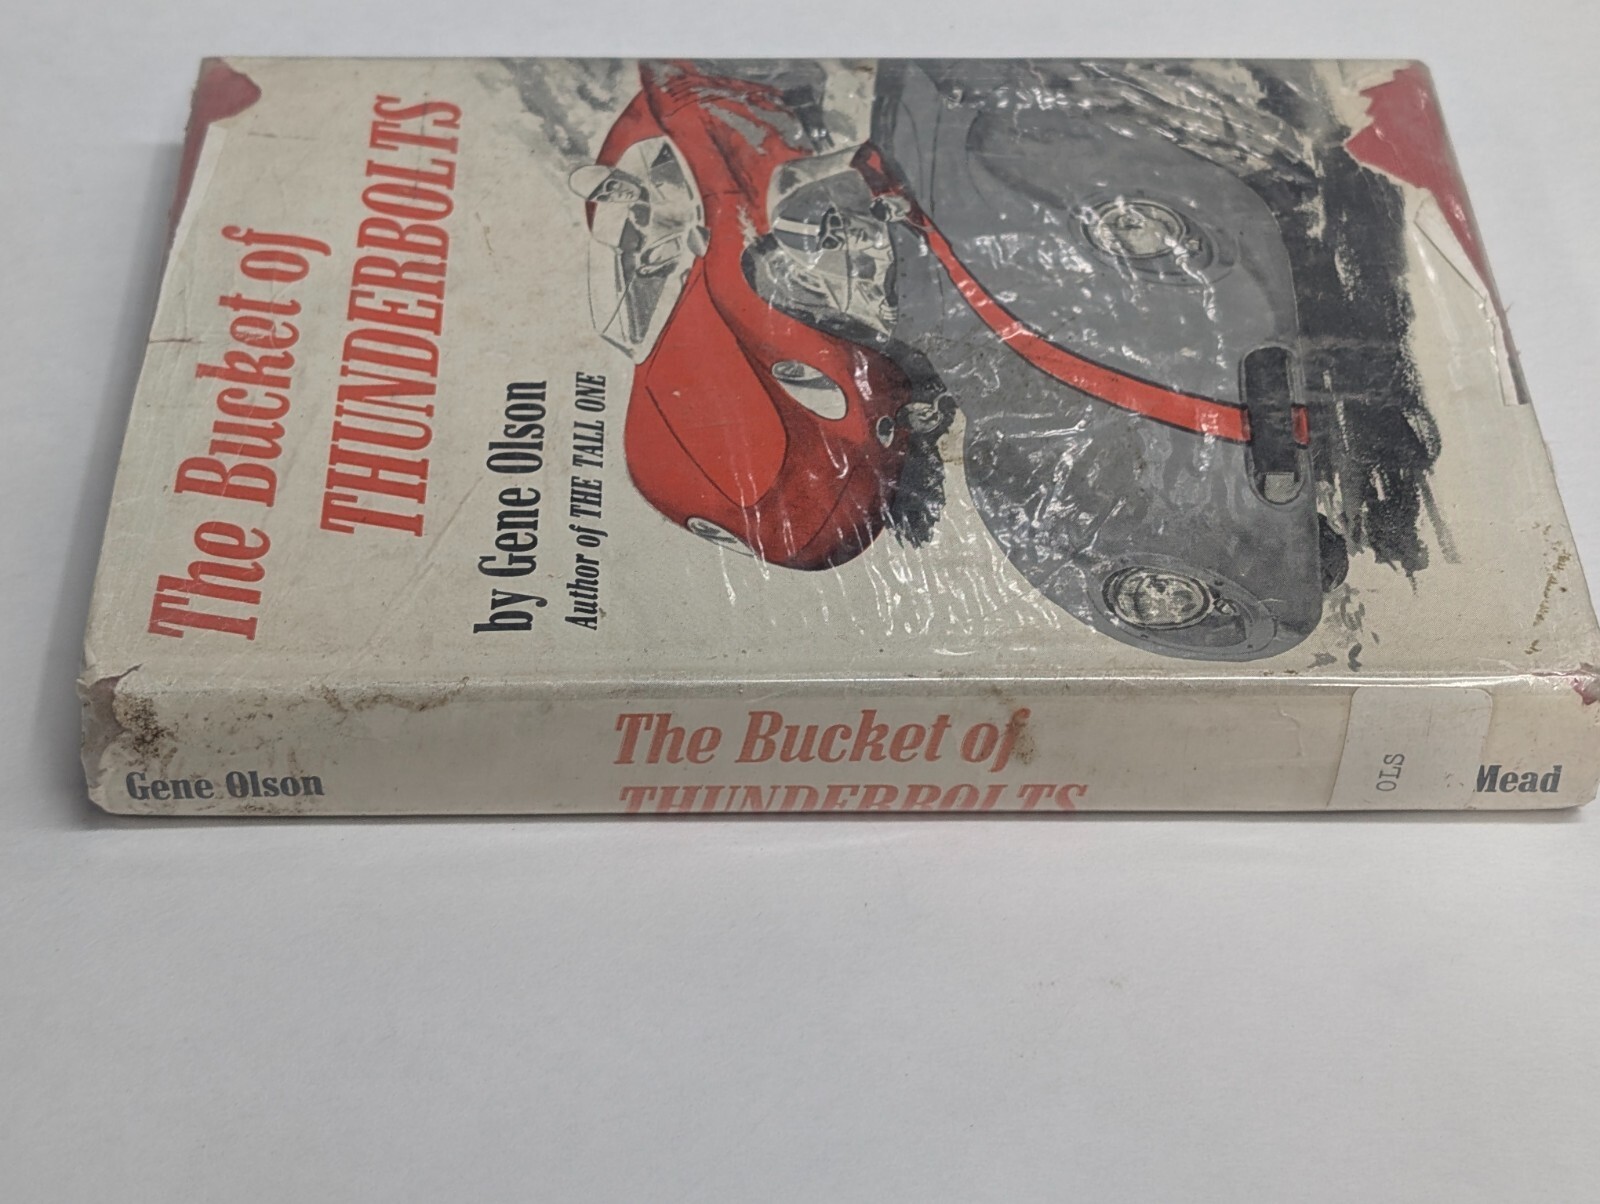 The Bucket of
THUNDERBOLTS
by Gene Olson
Author of THE TALL ONE
Gene Olson
The Bucket of
THUNDERBOLTS
OLS
Mead